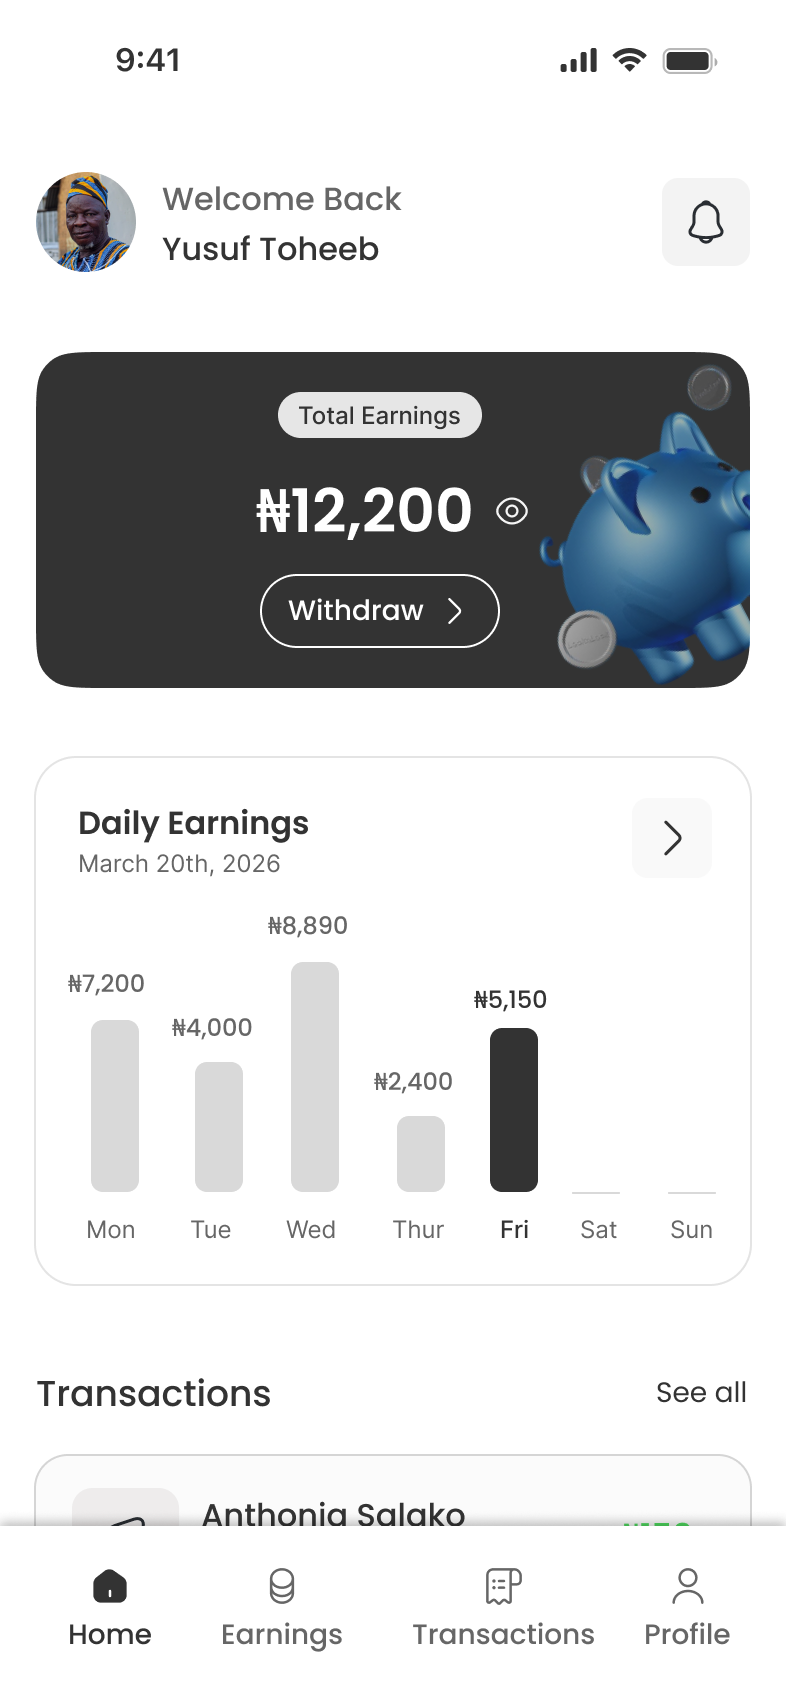 9:41
Welcome Back
Yusuf Toheeb
Total Earnings
₦12,200
Withdraw
Daily Earnings
March 20th, 2026
₦8,890
₦7,200
₦5,150
₦4,000
₦2,400
Mon Tue Wed Thur Fri Sat Sun
Transactions See all
Anthonia Salako
Home Earnings Transactions Profile